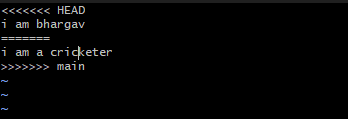 <<<<<<< HEAD
i am bhargav
=======
i am a cricketer
>>>>>>> main
~
~
~